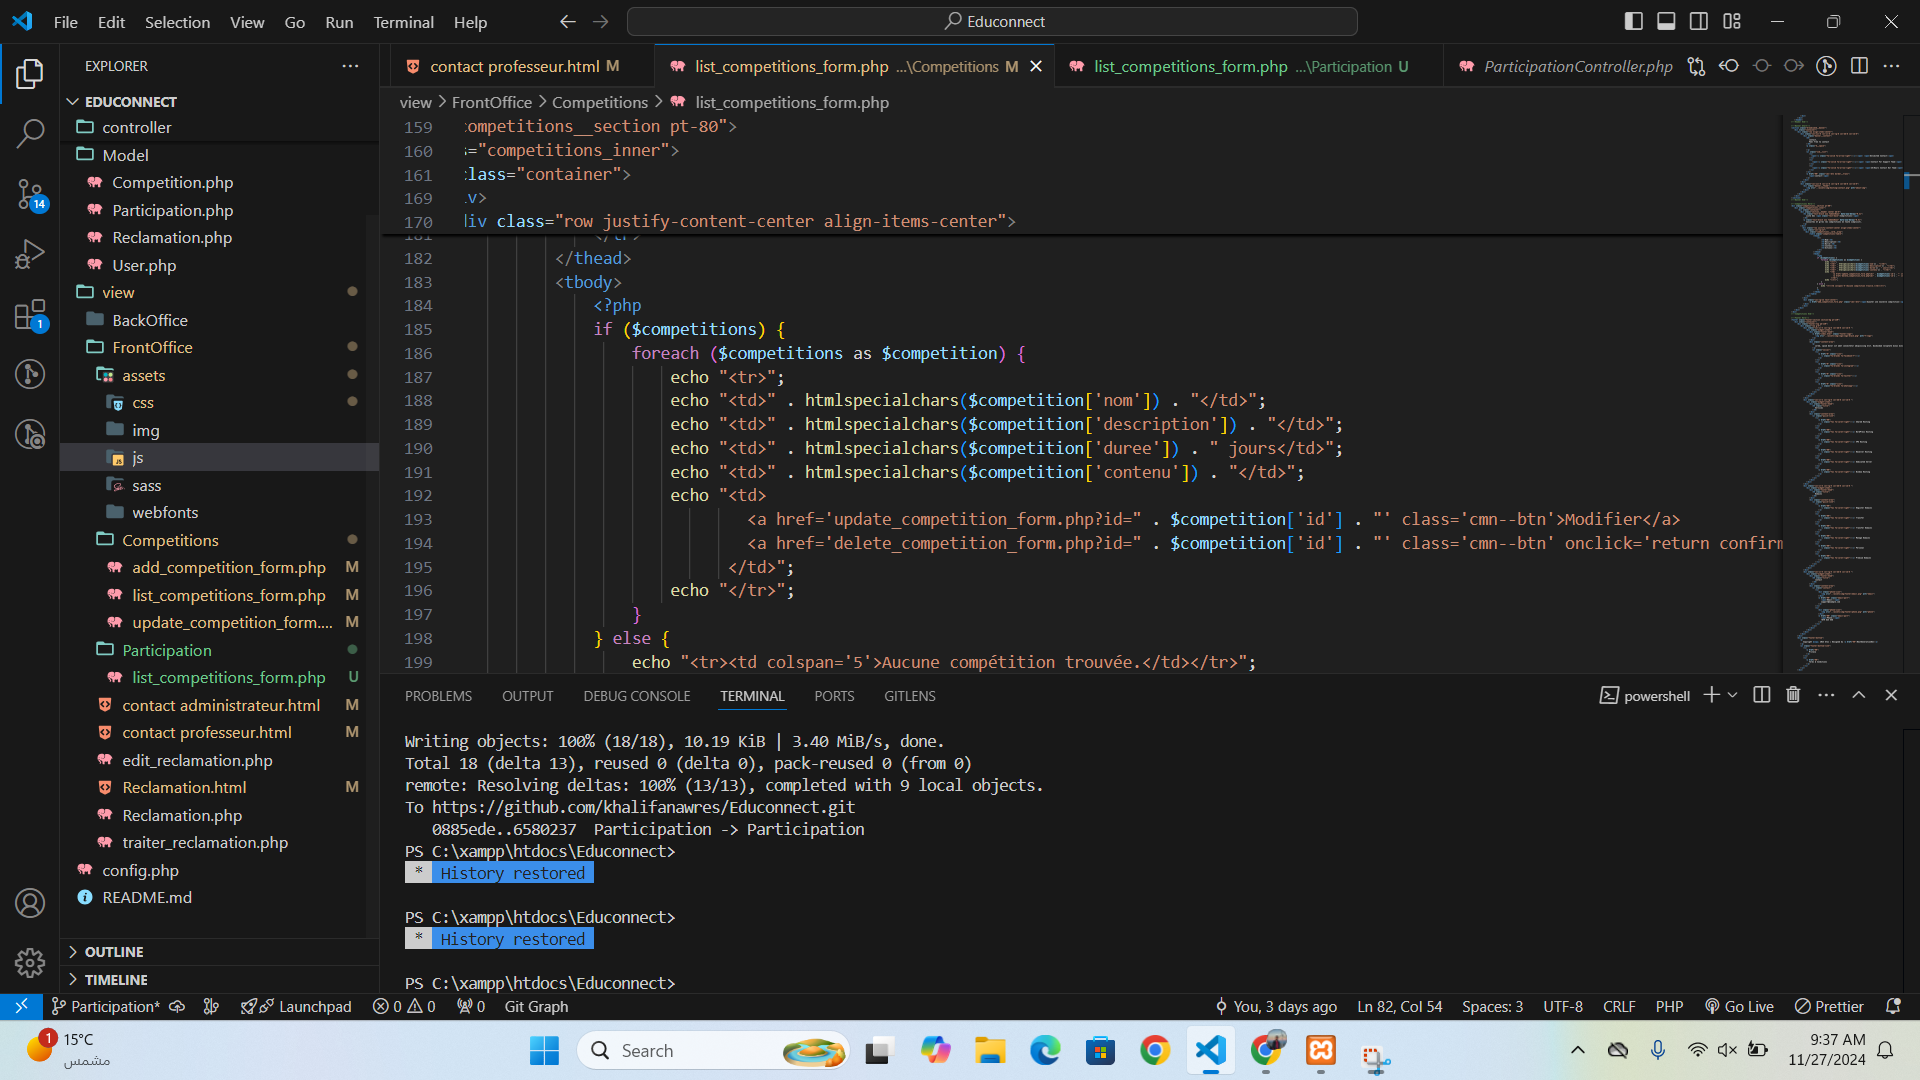 File Edit Selection View Go Run Terminal Help
Educonnect
EXPLORER
EDUCONNECT
controller
Model
Competition.php
Participation.php
Reclamation.php
User.php
view
BackOffice
FrontOffice
assets
css
img
js
sass
webfonts
Competitions
add_competition_form.php M
list_competitions_form.php M
update_competition_form.... M
Participation
list_competitions_form.php U
contact administrateur.html M
contact professeur.html M
edit_reclamation.php
Reclamation.html M
Reclamation.php
traiter_reclamation.php
config.php
README.md
OUTLINE
TIMELINE
14
1
contact professeur.html M
list_competitions_form.php ...\Competitions M
list_competitions_form.php ...\Participation U
ParticipationController.php
view > FrontOffice > Competitions > list_competitions_form.php
159 competitions__section pt-80">
160 ="competitions_inner">
161 class="container">
169 v>
170 div class="row justify-content-center align-items-center">
181 </tr>
182 </thead>
183 <tbody>
184 <?php
185 if ($competitions) {
186 foreach ($competitions as $competition) {
187 echo "<tr>";
188 echo "<td>" . htmlspecialchars($competition['nom']) . "</td>";
189 echo "<td>" . htmlspecialchars($competition['description']) . "</td>";
190 echo "<td>" . htmlspecialchars($competition['duree']) . " jours</td>";
191 echo "<td>" . htmlspecialchars($competition['contenu']) . "</td>";
192 echo "<td>
193 <a href='update_competition_form.php?id=" . $competition['id'] . "' class='cmn--btn'>Modifier</a>
194 <a href='delete_competition_form.php?id=" . $competition['id'] . "' class='cmn--btn' onclick='return confirm
195 </td>";
196 echo "</tr>";
197 }
198 } else {
199 echo "<tr><td colspan='5'>Aucune compétition trouvée.</td></tr>";
PROBLEMS OUTPUT DEBUG CONSOLE TERMINAL PORTS GITLENS
powershell
Writing objects: 100% (18/18), 10.19 KiB | 3.40 MiB/s, done.
Total 18 (delta 13), reused 0 (delta 0), pack-reused 0 (from 0)
remote: Resolving deltas: 100% (13/13), completed with 9 local objects.
To https://github.com/khalifanawres/Educonnect.git
0885ede..6580237 Participation -> Participation
PS C:\xampp\htdocs\Educonnect>
* History restored
PS C:\xampp\htdocs\Educonnect>
* History restored
PS C:\xampp\htdocs\Educonnect>
Participation* Launchpad 0 0 0 Git Graph
You, 3 days ago Ln 82, Col 54 Spaces: 3 UTF-8 CRLF PHP Go Live Prettier
1
15°C
مشمس
Search
9:37 AM
11/27/2024